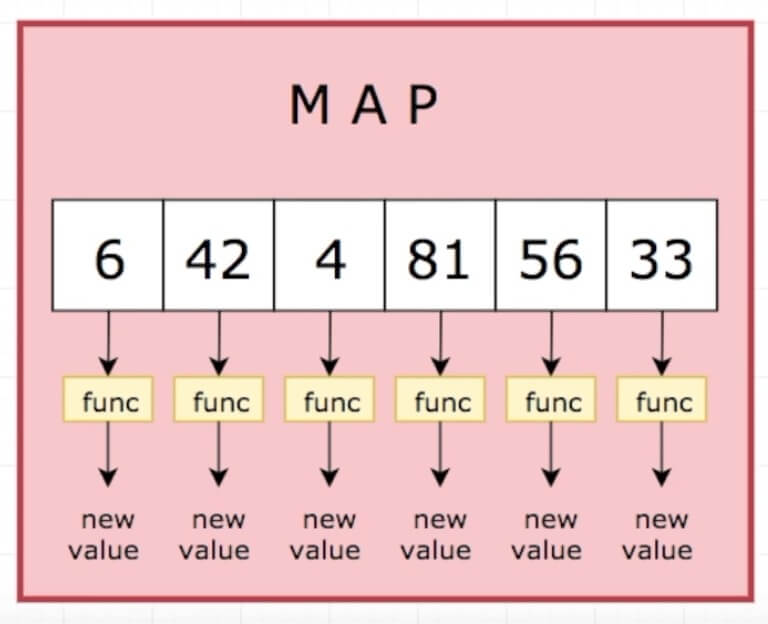 M A P
6 42 4 81 56 33
func func func func func func
new new new new new new
value value value value value value